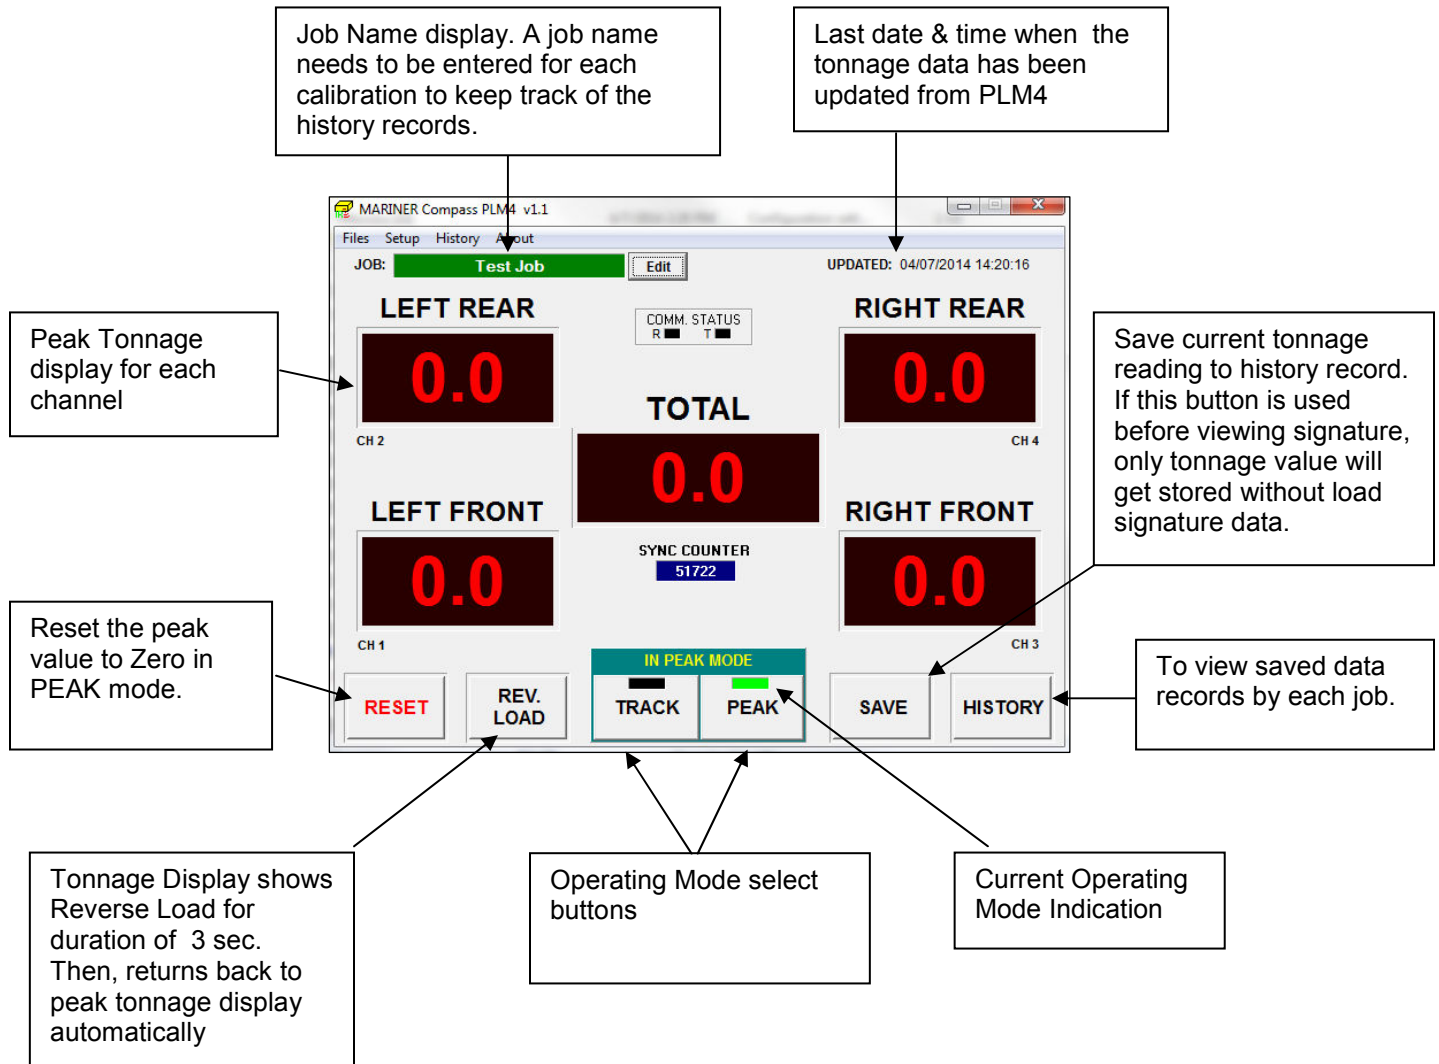 Job Name display. A job name
needs to be entered for each
calibration to keep track of the
history records.
Last date & time when the
tonnage data has been
updated from PLM4
MARINER Compass PLM4 v1.1
Files Setup History About
JOB: Test Job Edit UPDATED: 04/07/2014 14:20:16
LEFT REAR
COMM. STATUS
R T
RIGHT REAR
0.0
0.0
CH 2
TOTAL
CH 4
0.0
LEFT FRONT
RIGHT FRONT
SYNC COUNTER
51722
0.0
0.0
CH 1
CH 3
IN PEAK MODE
RESET
REV.
LOAD
TRACK
PEAK
SAVE
HISTORY
Peak Tonnage
display for each
channel
Save current tonnage
reading to history record.
If this button is used
before viewing signature,
only tonnage value will
get stored without load
signature data.
Reset the peak
value to Zero in
PEAK mode.
To view saved data
records by each job.
Tonnage Display shows
Reverse Load for
duration of 3 sec.
Then, returns back to
peak tonnage display
automatically
Operating Mode select
buttons
Current Operating
Mode Indication